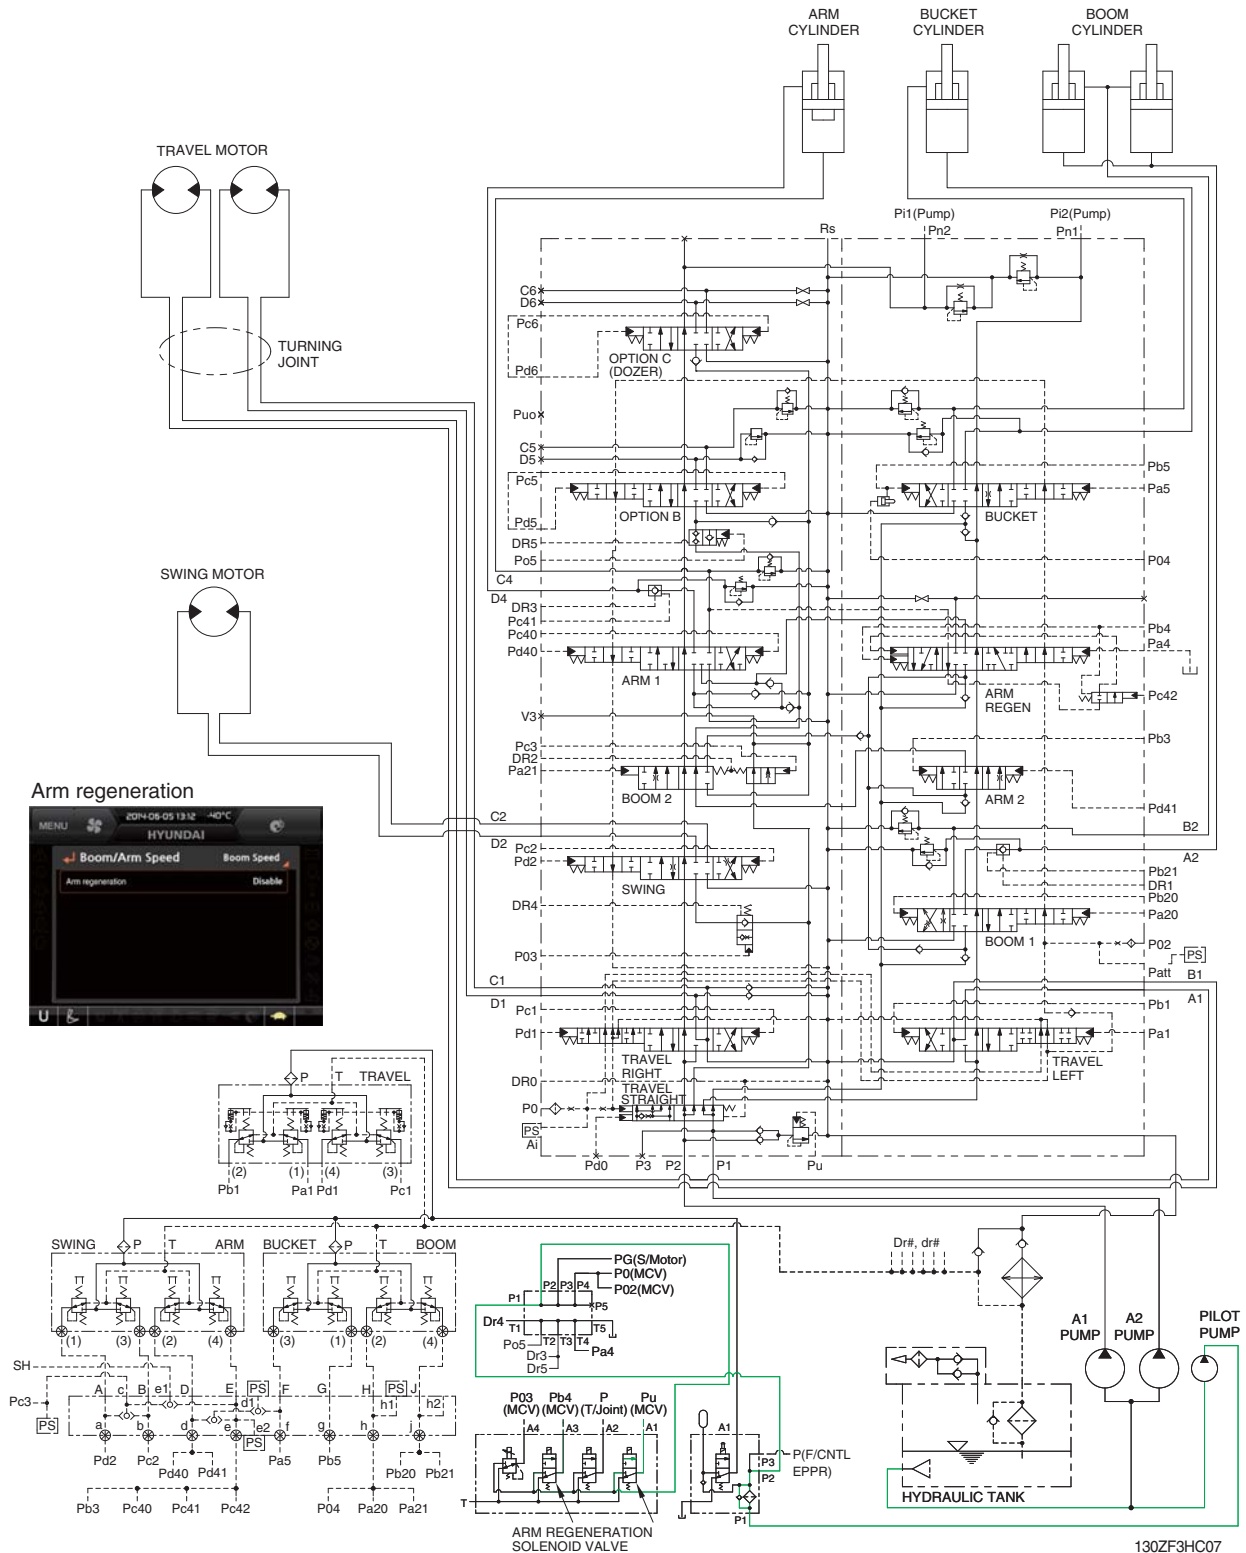 ARM
CYLINDER
BUCKET
CYLINDER
BOOM
CYLINDER
TRAVEL MOTOR
TURNING
JOINT
Rs
Pi1(Pump)
Pn2
Pi2(Pump)
Pn1
C6
D6
Pc6
OPTION C
(DOZER)
Pd6
Puo
C5
D5
Pc5
Pb5
Pa5
OPTION B
BUCKET
Pd5
DR5
Po5
P04
SWING MOTOR
C4
D4
DR3
Pc41
Pc40
Pd40
Pb4
Pa4
ARM 1
ARM
REGEN
Pc42
V3
Pc3
DR2
Pa21
Pb3
BOOM 2
ARM 2
Pd41
Arm regeneration
MENU
2014-06-05 13:12
-40°C
HYUNDAI
Boom/Arm Speed
Boom Speed
Arm regeneration
Disable
U
C2
D2
B2
A2
Pc2
Pd2
SWING
Pb21
DR1
Pb20
Pa20
DR4
BOOM 1
P02
PS
P03
Patt
C1
D1
B1
A1
Pc1
Pd1
Pb1
Pa1
TRAVEL
RIGHT
TRAVEL
LEFT
DR0
TRAVEL
STRAIGHT
P0
PS
Ai
Pd0
P3
P2
P1
Pu
P
T
TRAVEL
(2)
(1)
(4)
(3)
Pb1
Pa1
Pd1
Pc1
SWING
P
T
ARM
BUCKET
P
T
BOOM
(1)
(3)
(2)
(4)
(3)
(1)
(2)
(4)
SH
Pc3
PS
A
c
B
e1
D
E
PS
d1
F
G
H
PS
h1
J
h2
a
b
d
e
e2
PS
f
g
h
j
Pd2
Pc2
Pd40
Pd41
Pa5
Pb5
Pb20
Pb21
Pb3
Pc40
Pc41
Pc42
P04
Pa20
Pa21
PG(S/Motor)
P0(MCV)
P02(MCV)
P1
P2
P3
P4
P5
Dr4
T1
T2
T3
T4
T5
Po5
Dr3
Dr5
Pa4
P03
(MCV)
Pb4
(MCV)
P
(T/Joint)
Pu
(MCV)
A4
A3
A2
A1
T
ARM REGENERATION
SOLENOID VALVE
A1
P3
P2
P1
P(F/CNTL
EPPR)
Dr#, dr#
HYDRAULIC TANK
A1
PUMP
A2
PUMP
PILOT
PUMP
130ZF3HC07